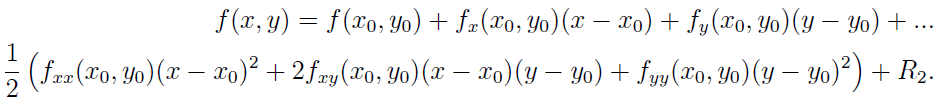 f(x, y) = f(x₀, y₀) + fₓ(x₀, y₀)(x − x₀) + f_y(x₀, y₀)(y − y₀) + ...
1/2 (fₓₓ(x₀, y₀)(x − x₀)² + 2f_xy(x₀, y₀)(x − x₀)(y − y₀) + f_yy(x₀, y₀)(y − y₀)²) + R₂.